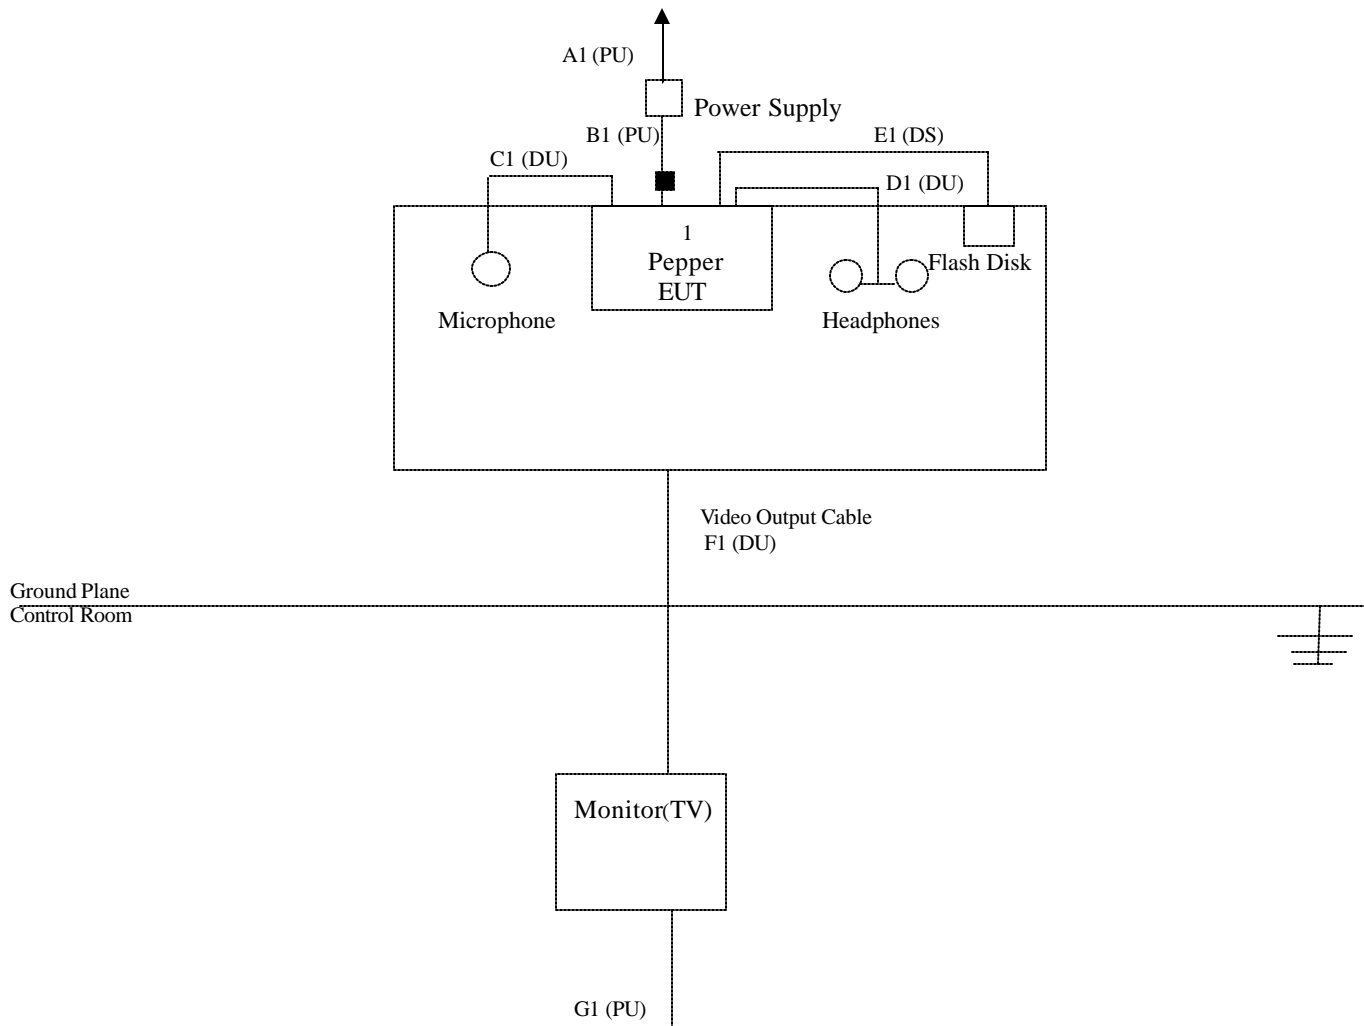 A1 (PU)
Power Supply
B1 (PU)
E1 (DS)
C1 (DU)
D1 (DU)
1
Pepper
EUT
Flash Disk
Microphone
Headphones
Video Output Cable
F1 (DU)
Ground Plane
Control Room
Monitor(TV)
G1 (PU)